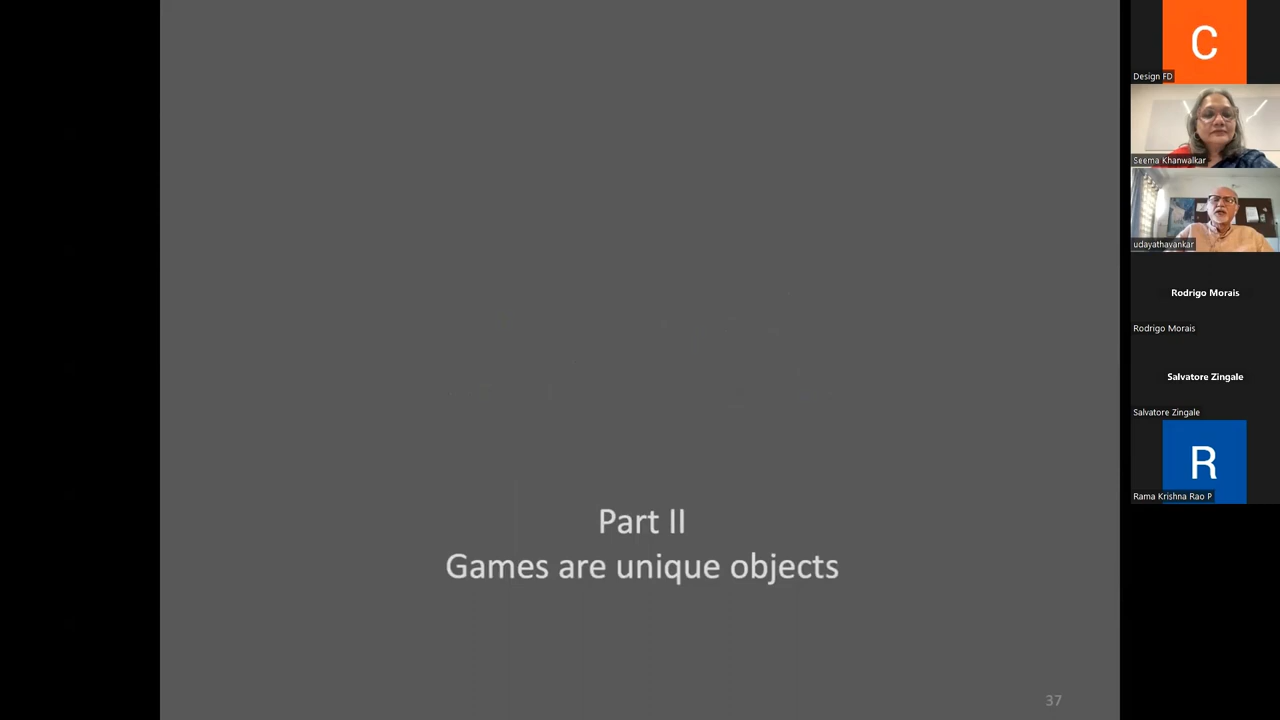 Part II
Games are unique objects
37
C
Design FD
Seema Khanwalkar
udayathavankar
Rodrigo Morais
Rodrigo Morais
Salvatore Zingale
Salvatore Zingale
R
Rama Krishna Rao P